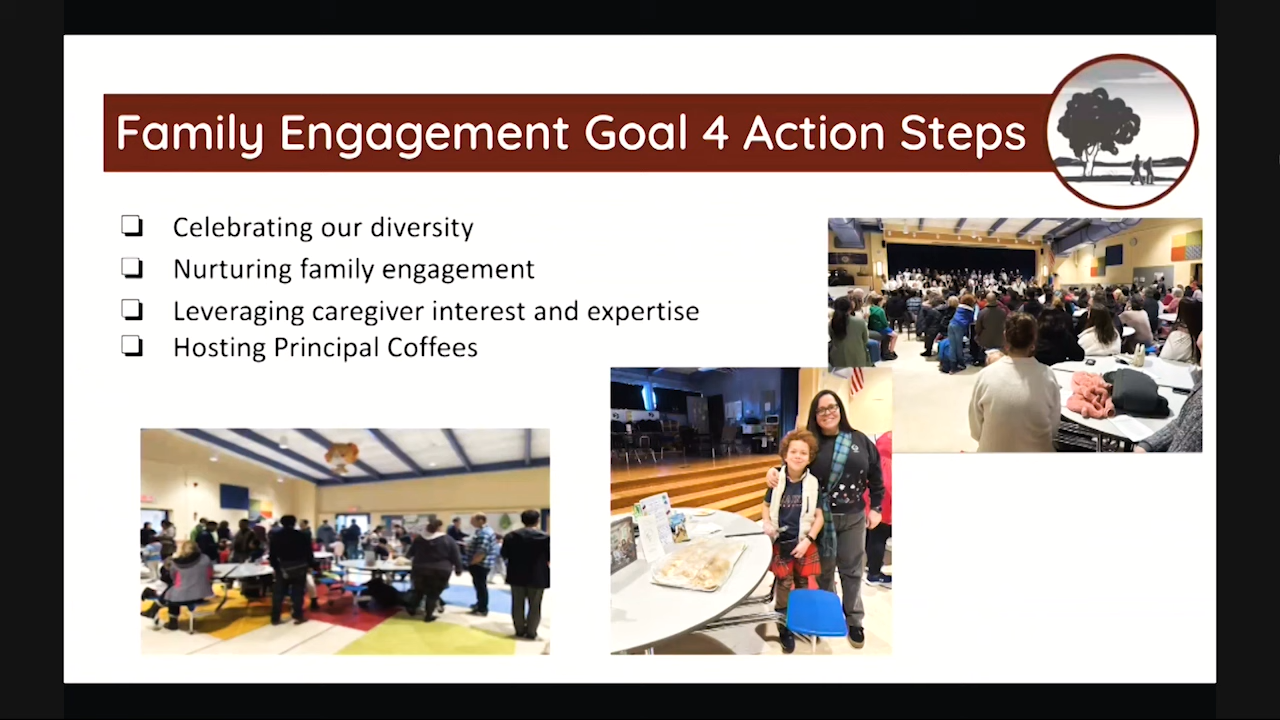 Family Engagement Goal 4 Action Steps
Celebrating our diversity
Nurturing family engagement
Leveraging caregiver interest and expertise
Hosting Principal Coffees